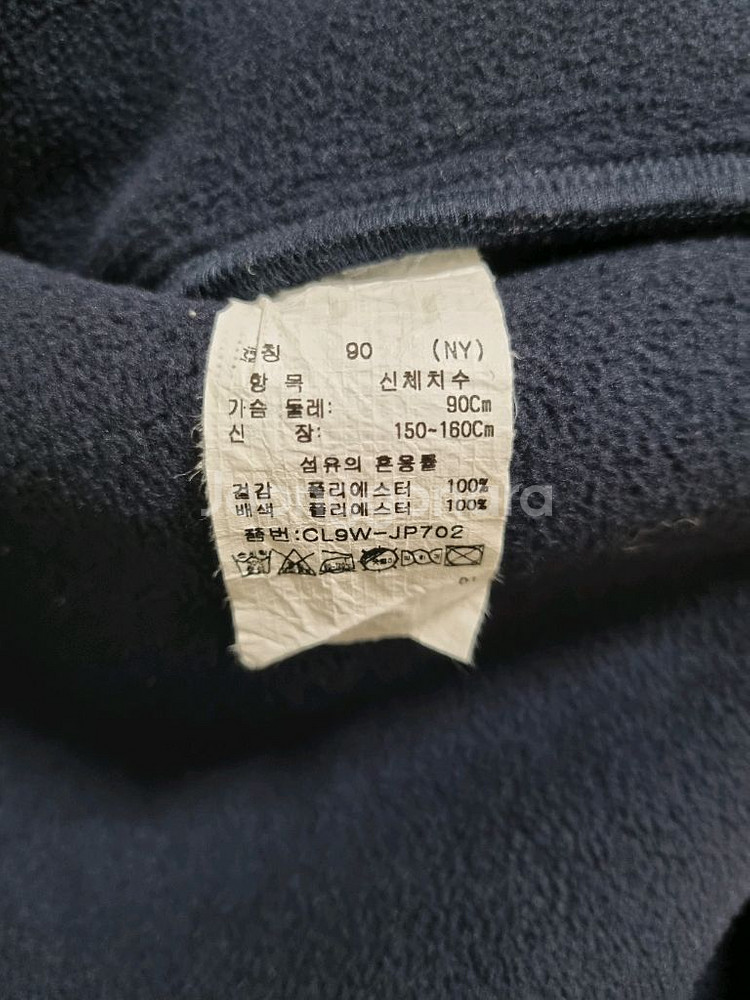 호칭 90 (NY)
항 목 신체치수
가슴 둘레: 90Cm
신 장: 150~160Cm
섬유의 혼용률
겉감 폴리에스터 100%
배색 폴리에스터 100%
품번:CL9W-JP702